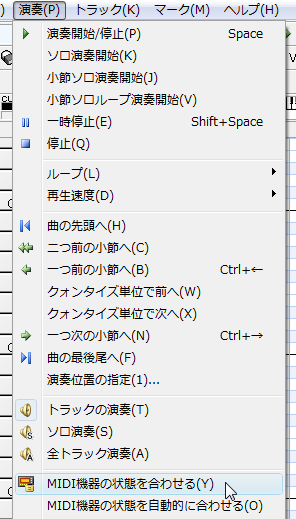 演奏(P) トラック(K) マーク(M) ヘルプ(H)
演奏開始/停止(P) Space
ソロ演奏開始(K)
小節ソロ演奏開始(J)
小節ソロループ演奏開始(V)
一時停止(E) Shift+Space
停止(Q)
ループ(L)
再生速度(D)
曲の先頭へ(H)
二つ前の小節へ(C)
一つ前の小節へ(B) Ctrl+←
クォンタイズ単位で前へ(W)
クォンタイズ単位で次へ(X)
一つ次の小節へ(N) Ctrl+→
曲の最後尾へ(F)
演奏位置の指定(1)...
トラックの演奏(T)
ソロ演奏(S)
全トラック演奏(A)
MIDI機器の状態を合わせる(Y)
MIDI機器の状態を自動的に合わせる(O)